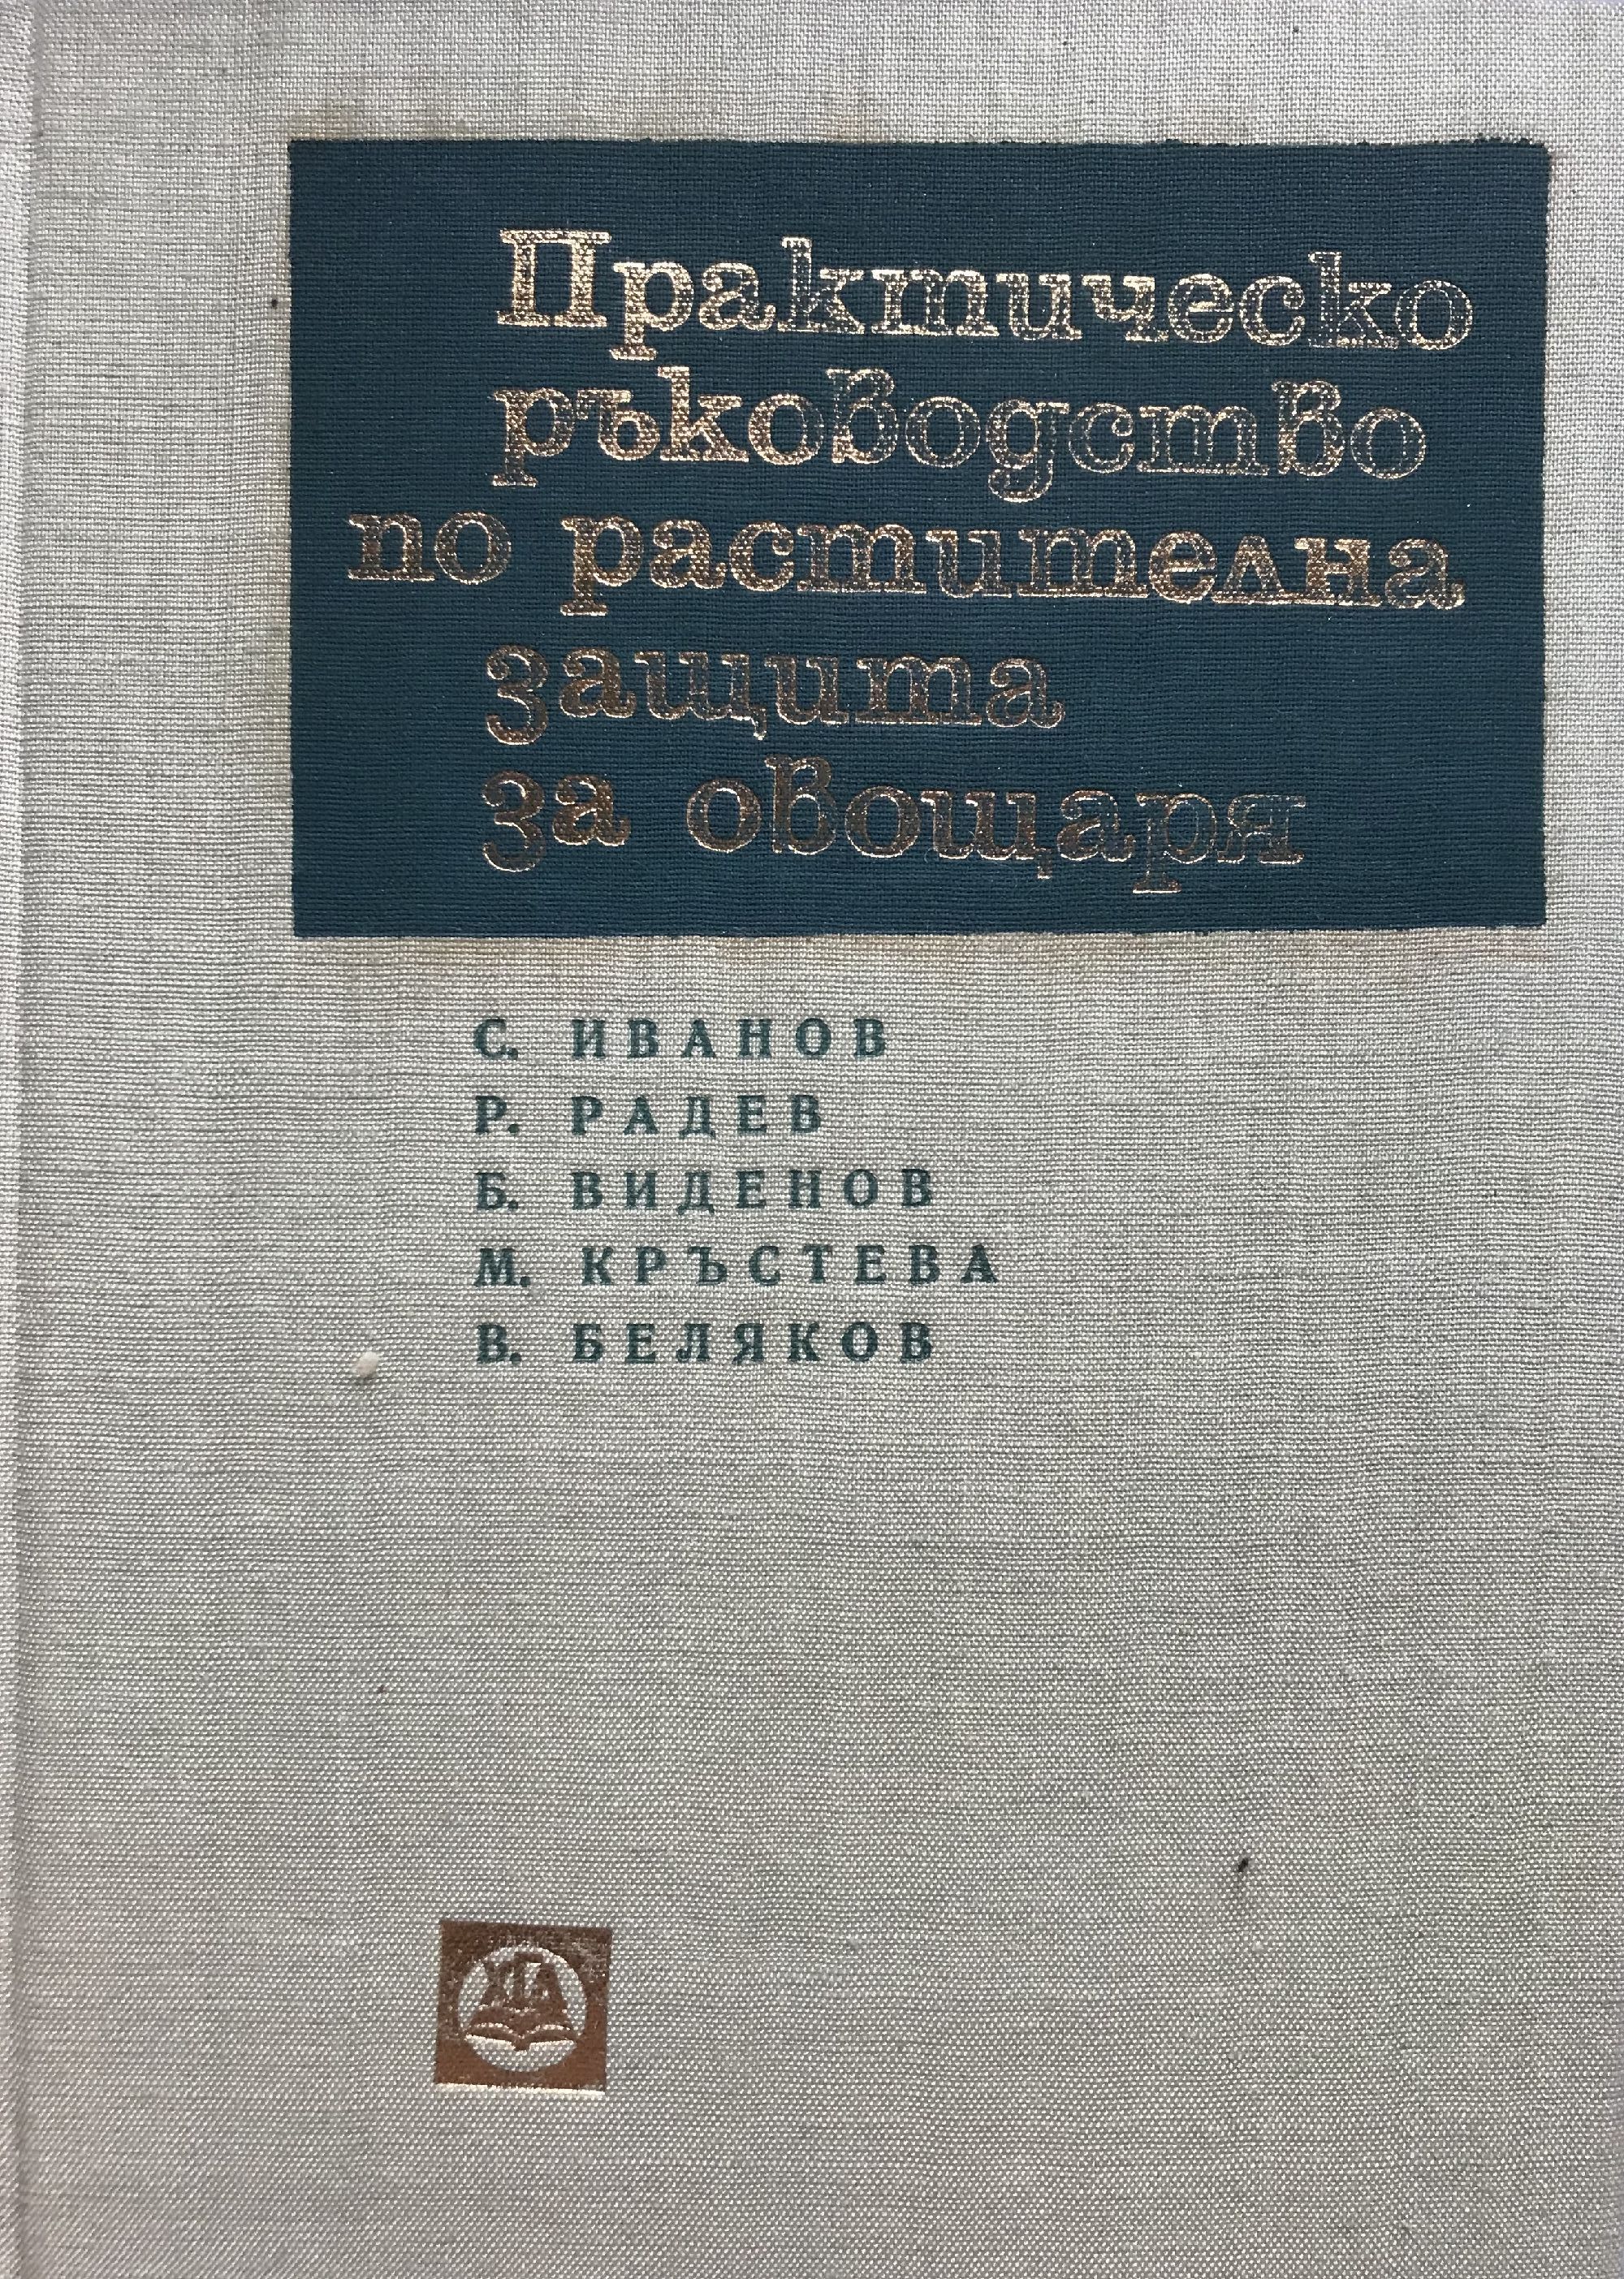 Практическо
ръководство
по растителна
защита
за овощаря
С. ИВАНОВ
Р. РАДЕВ
Б. ВИДЕНОВ
М. КРЪСТЕВА
В. БЕЛЯКОВ